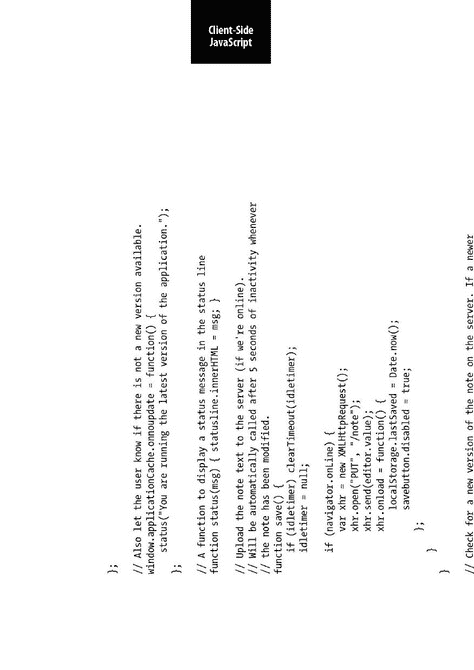 Client-Side
JavaScript
};
// Also let the user know if there is not a new version available.
window.applicationCache.onnoupdate = function() {
status("You are running the latest version of the application.");
};
// A function to display a status message in the status line
function status(msg) { statusline.innerHTML = msg; }
// Upload the note text to the server (if we're online).
// Will be automatically called after 5 seconds of inactivity whenever
// the note has been modified.
function save() {
if (idletimer) clearTimeout(idletimer);
idletimer = null;
if (navigator.onLine) {
var xhr = new XMLHttpRequest();
xhr.open("PUT", "/note");
xhr.send(editor.value);
xhr.onload = function() {
localStorage.lastSaved = Date.now();
savebutton.disabled = true;
};
}
}
// Check for a new version of the note on the server. If a newer